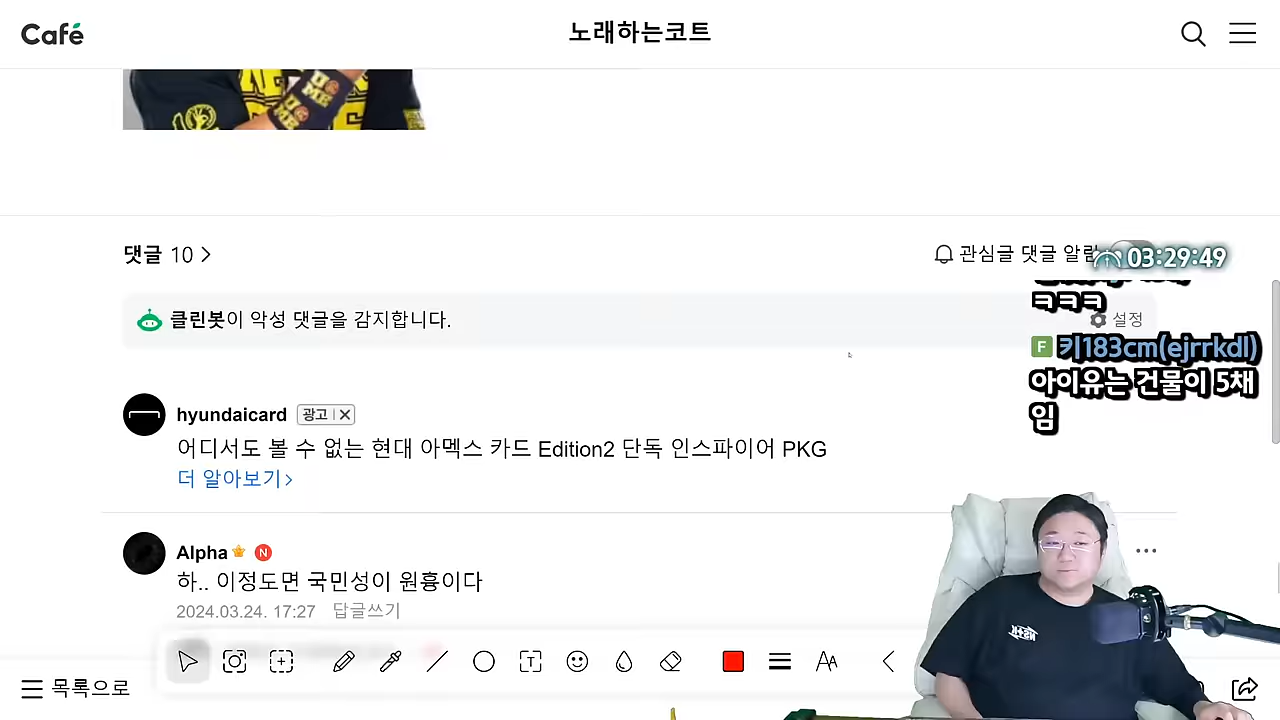 Café
노래하는코트
U
ME
댓글 10
관심글 댓글 알림
03:29:49
클린봇이 악성 댓글을 감지합니다.
설정
ㅋㅋㅋ
F 키183cm(ejrrkdl)
아이유는 건물이 5채
임
hyundaicard 광고 X
어디서도 볼 수 없는 현대 아멕스 카드 Edition2 단독 인스파이어 PKG
더 알아보기
Alpha N
하.. 이정도면 국민성이 원흉이다
2024.03.24. 17:27 답글쓰기
목록으로